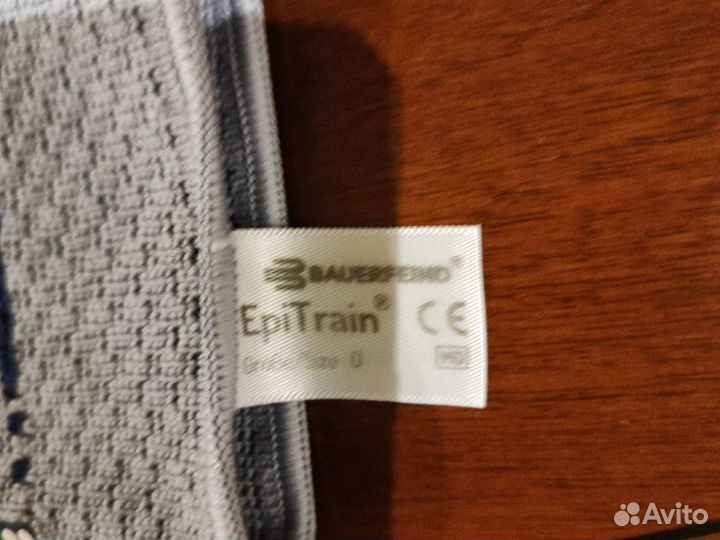 BAUERFEIND®
EpiTrain® CE
Größe/Size 0 MD
Avito